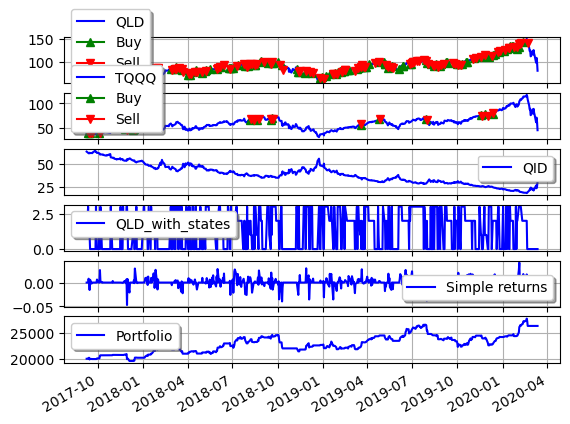 QLD
Buy
Sell
150
100
TQQQ
Buy
Sell
100
50
QID
50
25
QLD_with_states
2.5
0.0
Simple returns
0.00
−0.05
Portfolio
25000
20000
2017-10
2018-01
2018-04
2018-07
2018-10
2019-01
2019-04
2019-07
2019-10
2020-01
2020-04